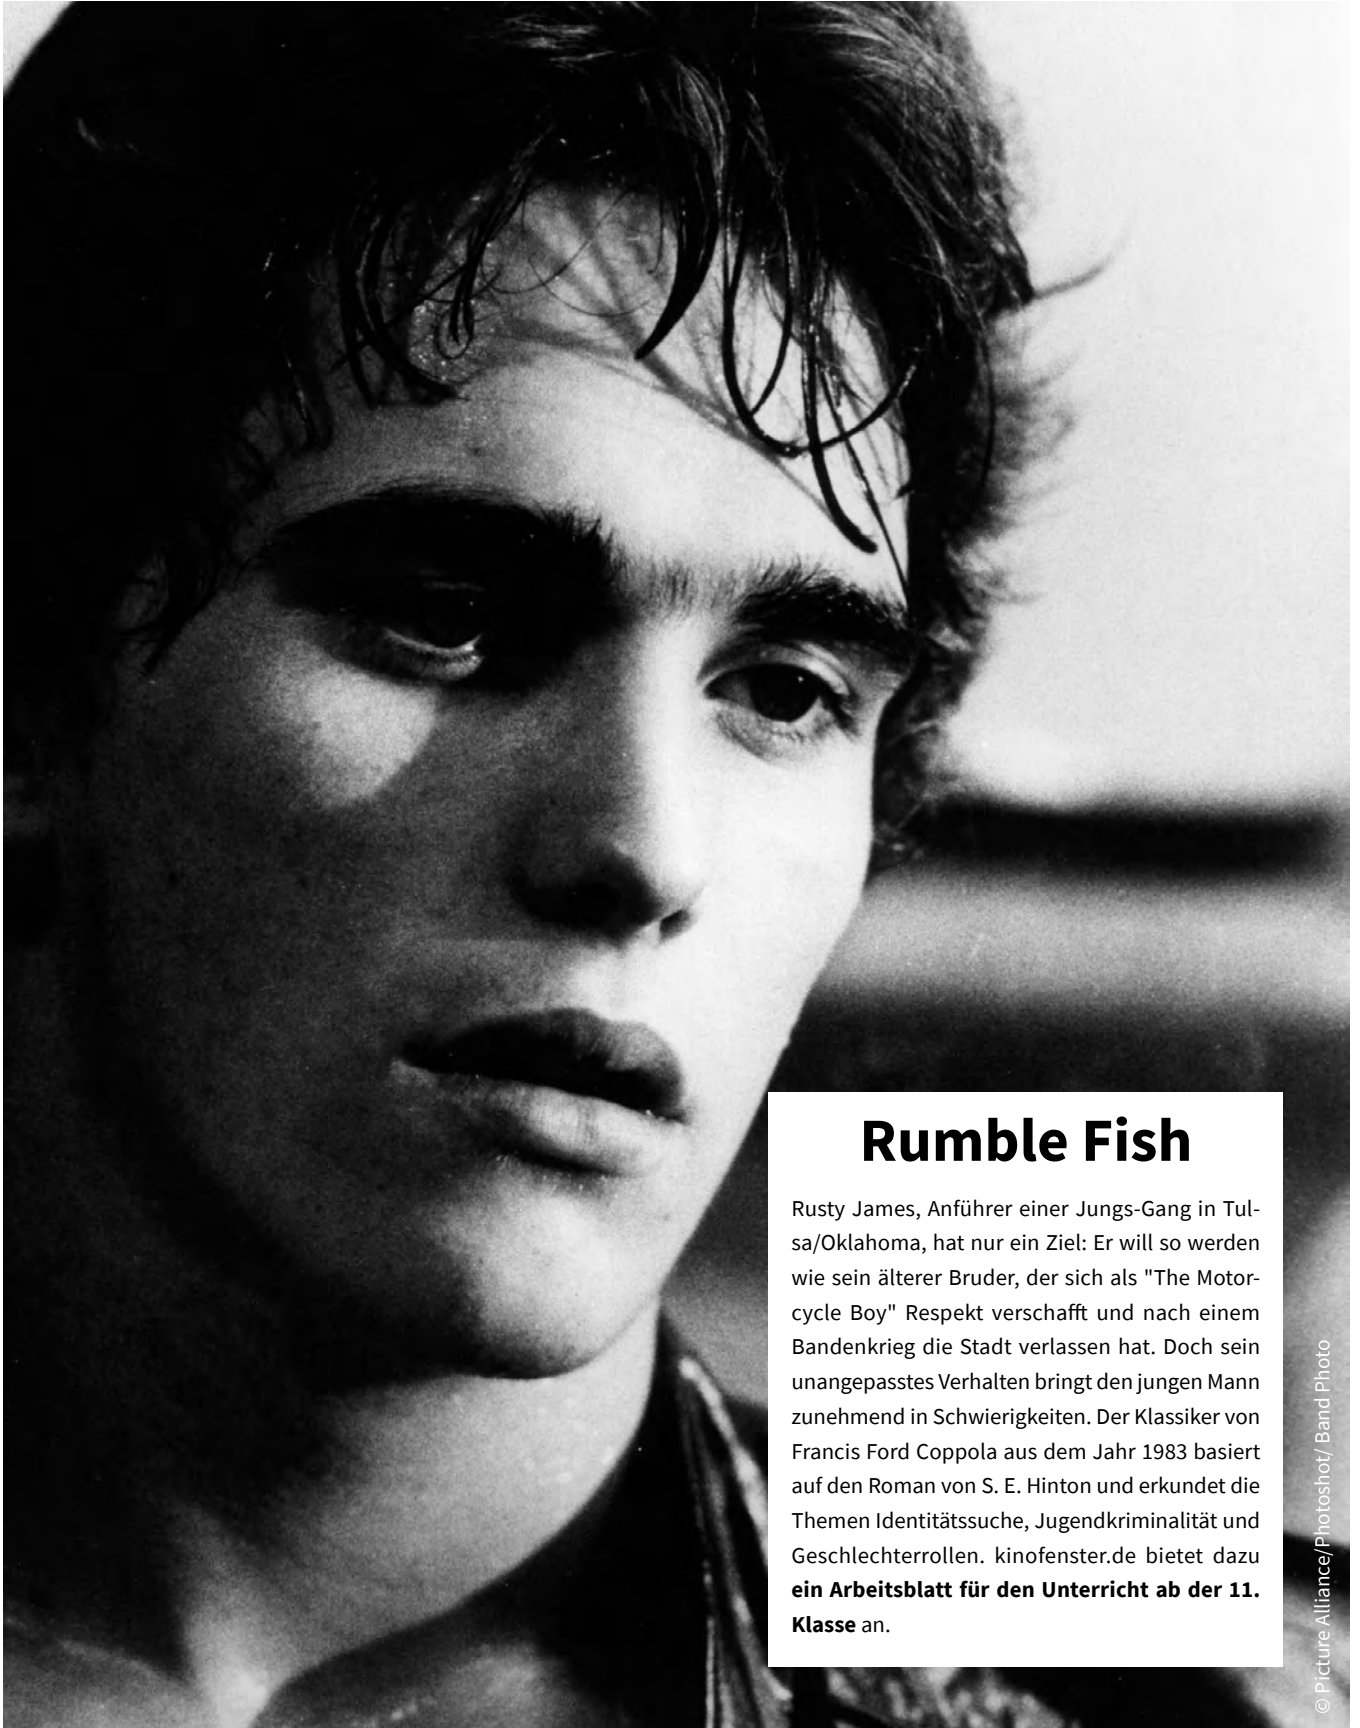 Rumble Fish
Rusty James, Anführer einer Jungs-Gang in Tul-
sa/Oklahoma, hat nur ein Ziel: Er will so werden
wie sein älterer Bruder, der sich als "The Motor-
cycle Boy" Respekt verschafft und nach einem
Bandenkrieg die Stadt verlassen hat. Doch sein
unangepasstes Verhalten bringt den jungen Mann
zunehmend in Schwierigkeiten. Der Klassiker von
Francis Ford Coppola aus dem Jahr 1983 basiert
auf den Roman von S. E. Hinton und erkundet die
Themen Identitätssuche, Jugendkriminalität und
Geschlechterrollen. kinofenster.de bietet dazu
ein Arbeitsblatt für den Unterricht ab der 11.
Klasse an.
© Picture Alliance/Photoshot/ Band Photo